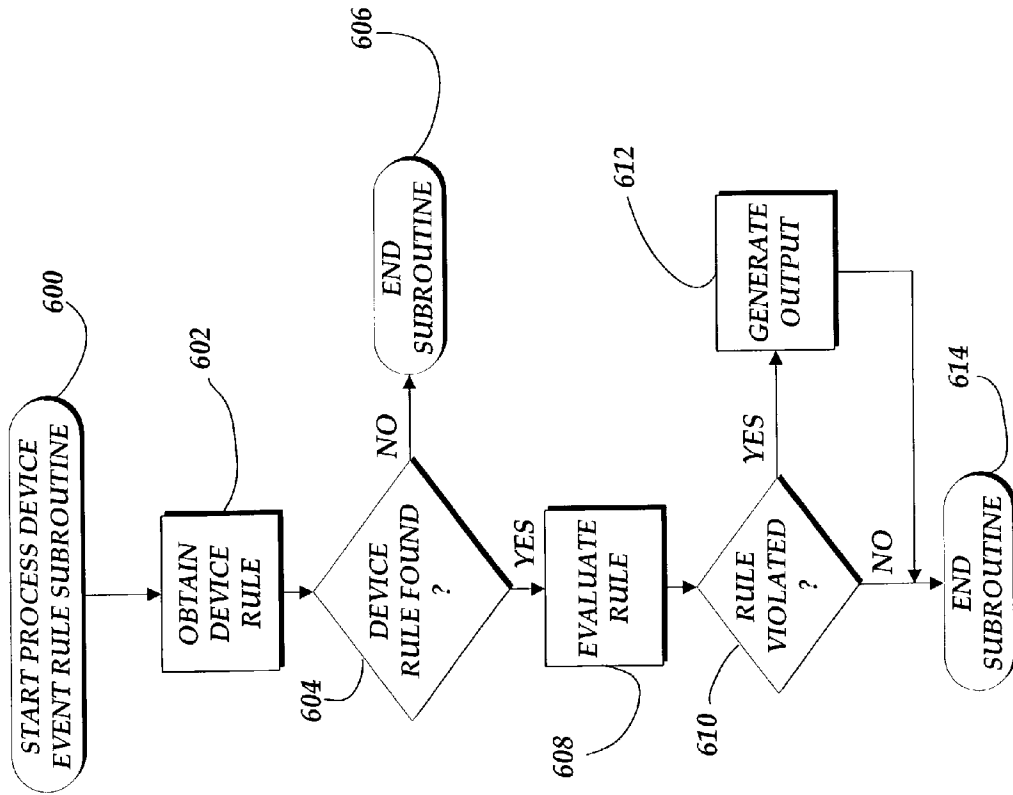 START PROCESS DEVICE
EVENT RULE SUBROUTINE
600
OBTAIN
DEVICE
RULE
602
DEVICE
RULE FOUND
?
604
NO
END
SUBROUTINE
606
YES
EVALUATE
RULE
608
RULE
VIOLATED
?
610
YES
GENERATE
OUTPUT
612
NO
END
SUBROUTINE
614